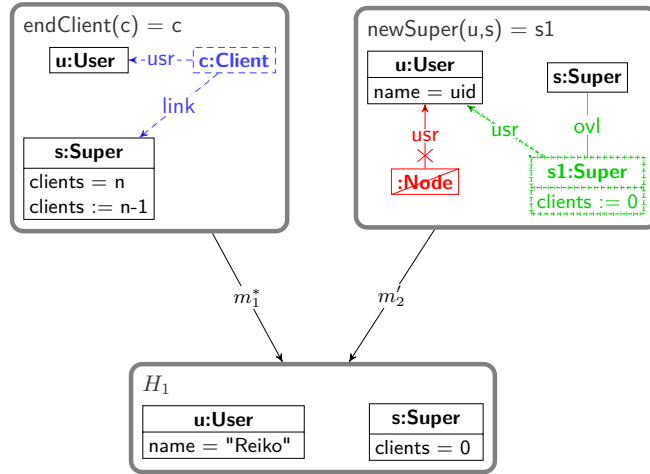 endClient(c) = c
u:User
usr
c:Client
link
s:Super
clients = n
clients := n-1
newSuper(u,s) = s1
u:User
name = uid
s:Super
usr
usr
ovl
:Node
s1:Super
clients := 0
m₁*
m₂′
H₁
u:User
name = "Reiko"
s:Super
clients = 0